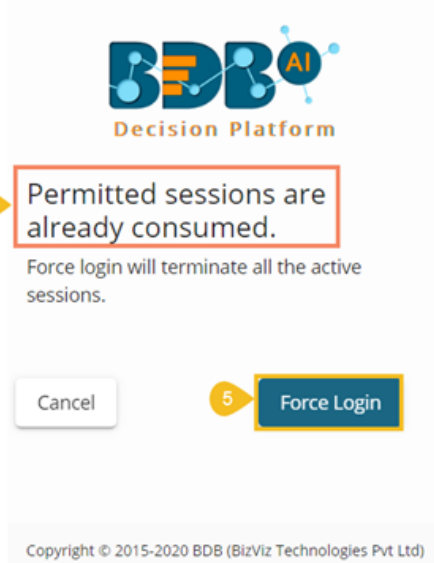 BDB AI
Decision Platform
Permitted sessions are
already consumed.
Force login will terminate all the active
sessions.
Cancel
5
Force Login
Copyright © 2015-2020 BDB (BizViz Technologies Pvt Ltd)